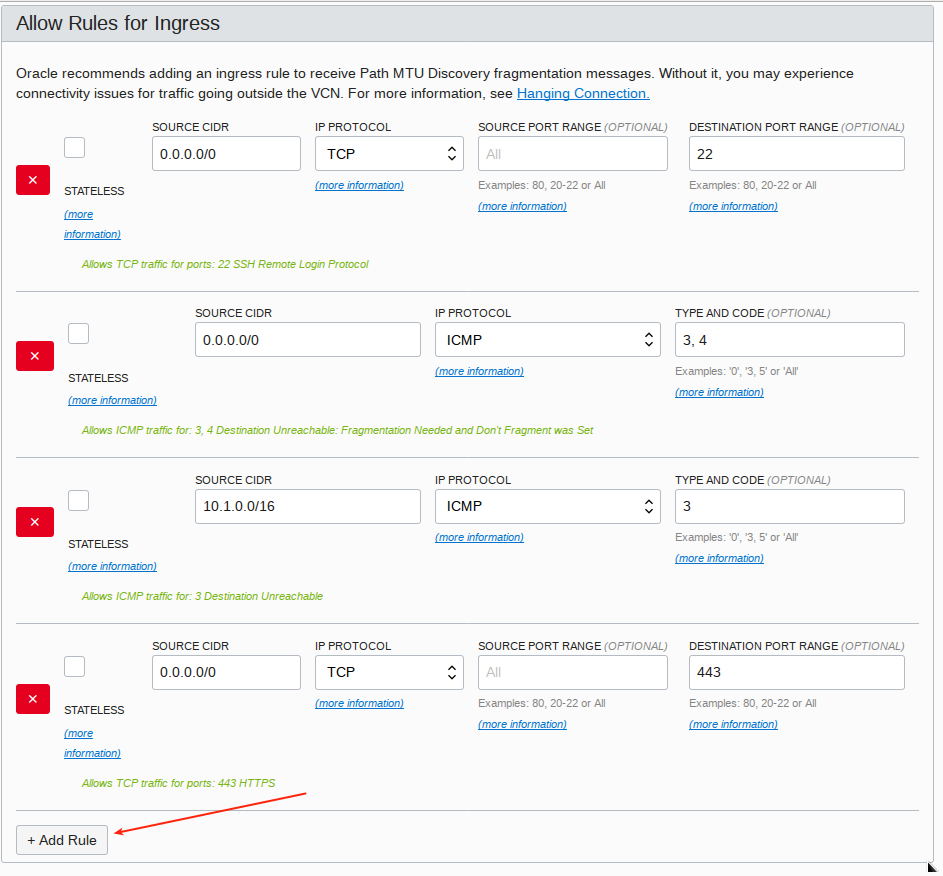 Allow Rules for Ingress
Oracle recommends adding an ingress rule to receive Path MTU Discovery fragmentation messages. Without it, you may experience
connectivity issues for traffic going outside the VCN. For more information, see Hanging Connection.
SOURCE CIDR IP PROTOCOL SOURCE PORT RANGE (OPTIONAL) DESTINATION PORT RANGE (OPTIONAL)
0.0.0.0/0 TCP All 22
× STATELESS (more information) Examples: 80, 20-22 or All Examples: 80, 20-22 or All
(more (more information) (more information)
information)
Allows TCP traffic for ports: 22 SSH Remote Login Protocol
SOURCE CIDR IP PROTOCOL TYPE AND CODE (OPTIONAL)
0.0.0.0/0 ICMP 3, 4
× (more information) Examples: '0', '3, 5' or 'All'
STATELESS (more information)
(more information)
Allows ICMP traffic for: 3, 4 Destination Unreachable: Fragmentation Needed and Don't Fragment was Set
SOURCE CIDR IP PROTOCOL TYPE AND CODE (OPTIONAL)
10.1.0.0/16 ICMP 3
× (more information) Examples: '0', '3, 5' or 'All'
STATELESS (more information)
(more information)
Allows ICMP traffic for: 3 Destination Unreachable
SOURCE CIDR IP PROTOCOL SOURCE PORT RANGE (OPTIONAL) DESTINATION PORT RANGE (OPTIONAL)
0.0.0.0/0 TCP All 443
× STATELESS (more information) Examples: 80, 20-22 or All Examples: 80, 20-22 or All
(more (more information) (more information)
information)
Allows TCP traffic for ports: 443 HTTPS
+ Add Rule